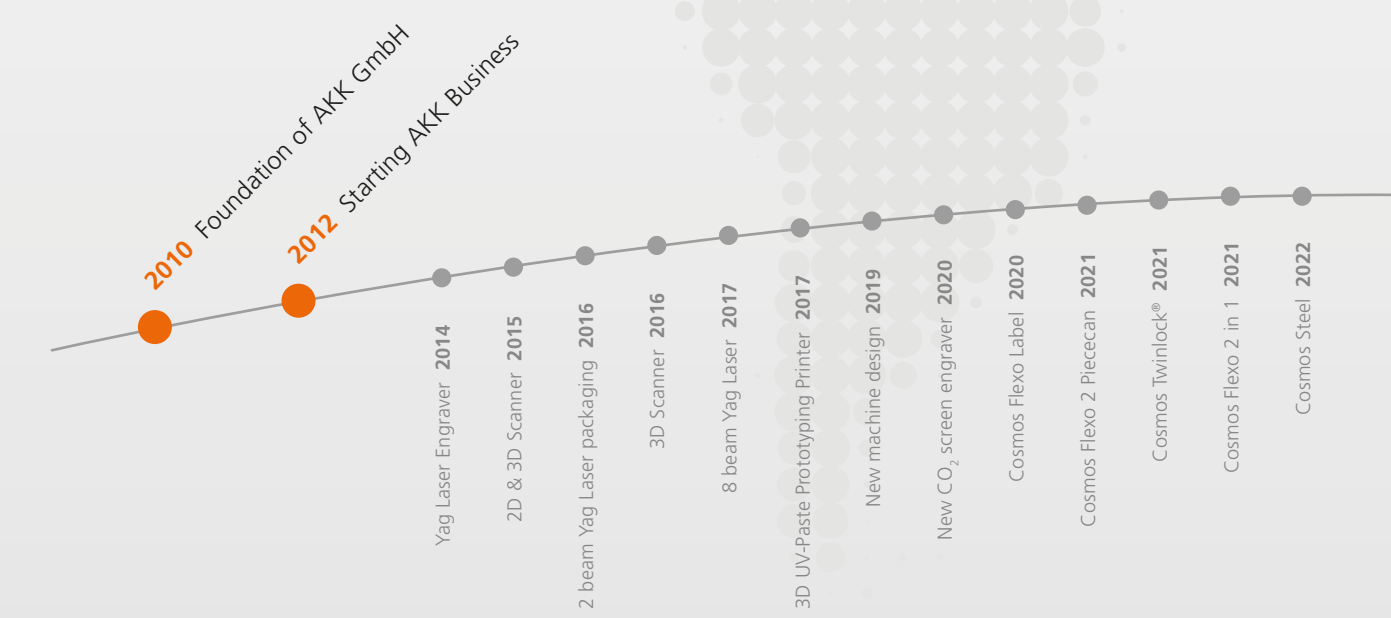 2010 Foundation of AKK GmbH
2012 Starting AKK Business
Yag Laser Engraver 2014
2D & 3D Scanner 2015
2 beam Yag Laser packaging 2016
3D Scanner 2016
8 beam Yag Laser 2017
3D UV-Paste Prototyping Printer 2017
New machine design 2019
New CO₂ screen engraver 2020
Cosmos Flexo Label 2020
Cosmos Flexo 2 Piececan 2021
Cosmos Twinlock® 2021
Cosmos Flexo 2 in 1 2021
Cosmos Steel 2022